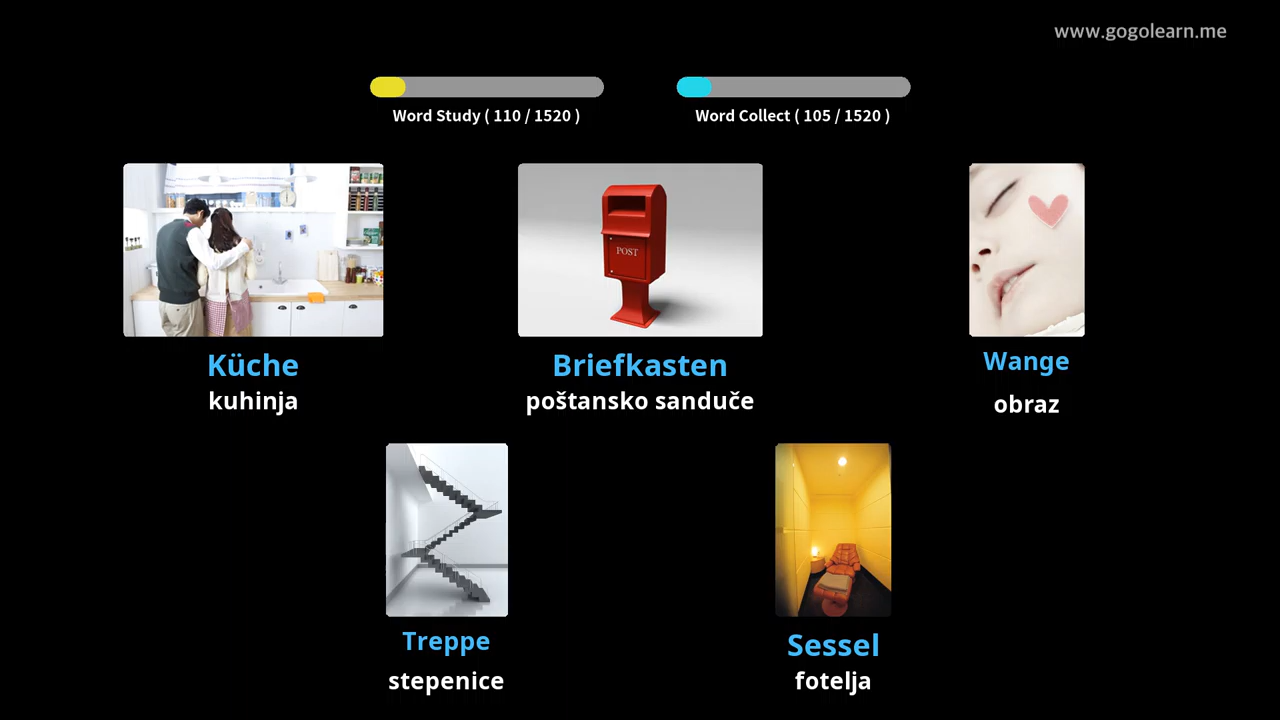 www.gogolearn.me
Word Study ( 110 / 1520 )
Word Collect ( 105 / 1520 )
POST
Küche
kuhinja
Briefkasten
poštansko sanduče
Wange
obraz
Treppe
stepenice
Sessel
fotelja